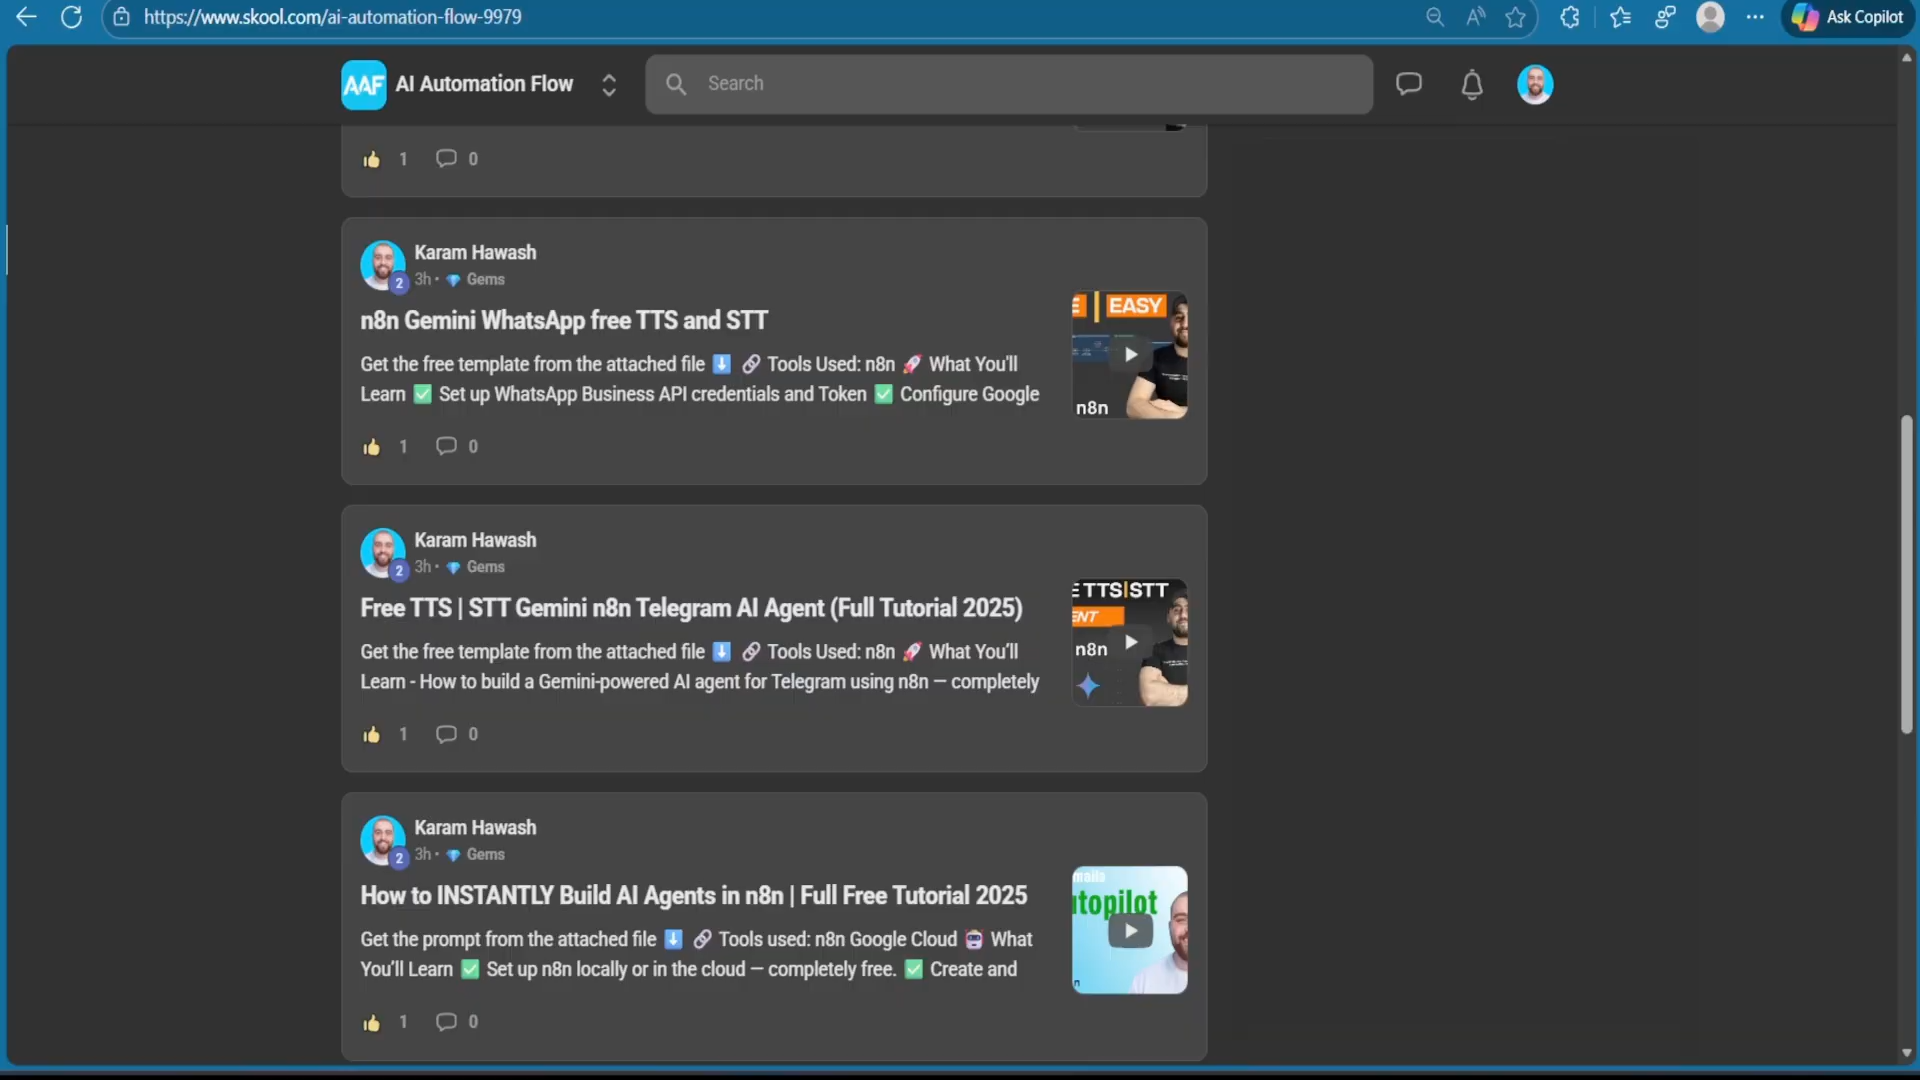 https://www.skool.com/ai-automation-flow-9979
Ask Copilot
AAF AI Automation Flow
Search
1 0
Karam Hawash
2 3h • 💎 Gems
n8n Gemini WhatsApp free TTS and STT
Get the free template from the attached file ⬇️ 🔗 Tools Used: n8n 🚀 What You'll
Learn ✅ Set up WhatsApp Business API credentials and Token ✅ Configure Google
E | EASY
n8n
1 0
Karam Hawash
2 3h • 💎 Gems
Free TTS | STT Gemini n8n Telegram AI Agent (Full Tutorial 2025)
Get the free template from the attached file ⬇️ 🔗 Tools Used: n8n 🚀 What You'll
Learn - How to build a Gemini-powered AI agent for Telegram using n8n — completely
E TTS|STT
ENT
n8n
1 0
Karam Hawash
2 3h • 💎 Gems
How to INSTANTLY Build AI Agents in n8n | Full Free Tutorial 2025
Get the prompt from the attached file ⬇️ 🔗 Tools used: n8n Google Cloud 🤖 What
You'll Learn ✅ Set up n8n locally or in the cloud — completely free. ✅ Create and
mails
utopilot
n
1 0